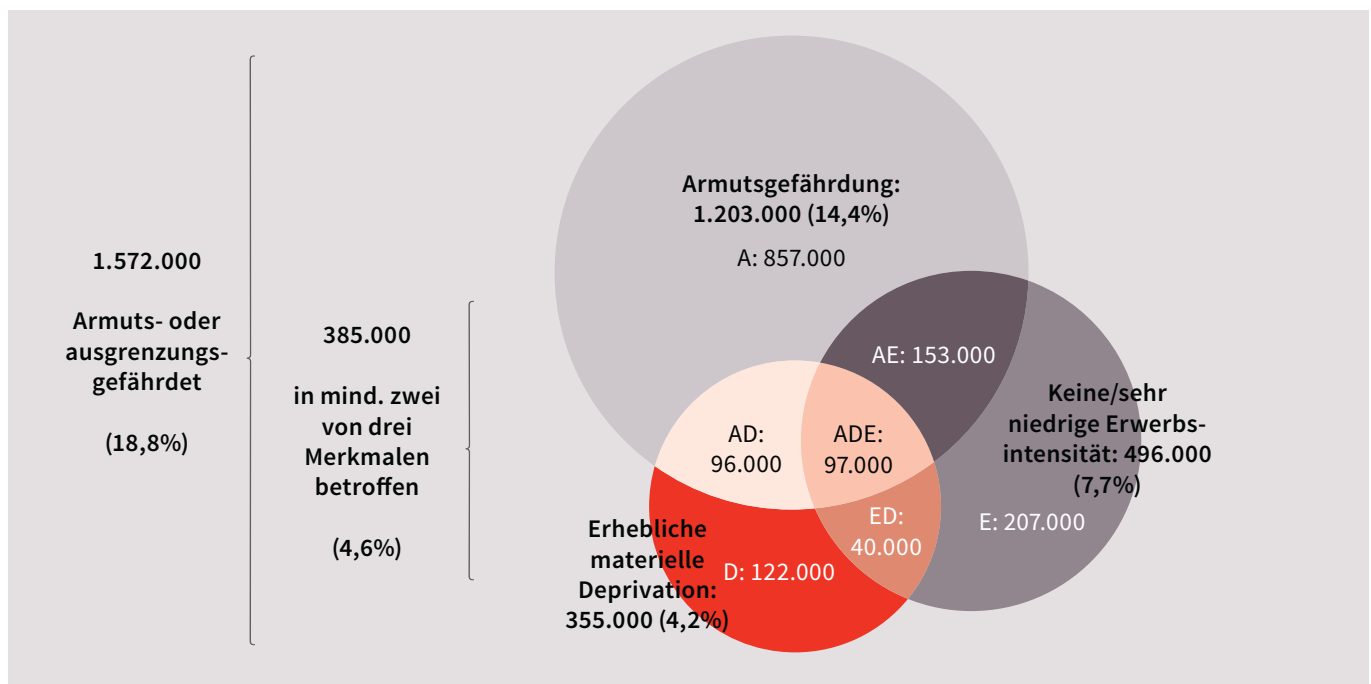 1.572.000
Armuts- oder
ausgrenzungs-
gefährdet
(18,8%)
385.000
in mind. zwei
von drei
Merkmalen
betroffen
(4,6%)
Armutsgefährdung:
1.203.000 (14,4%)
A: 857.000
AE: 153.000
Keine/sehr
niedrige Erwerbs-
intensität: 496.000
(7,7%)
E: 207.000
AD:
96.000
ADE:
97.000
ED:
40.000
Erhebliche
materielle
Deprivation:
355.000 (4,2%)
D: 122.000